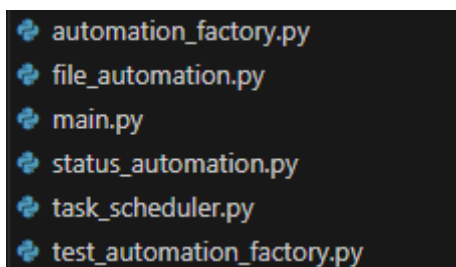 automation_factory.py
file_automation.py
main.py
status_automation.py
task_scheduler.py
test_automation_factory.py